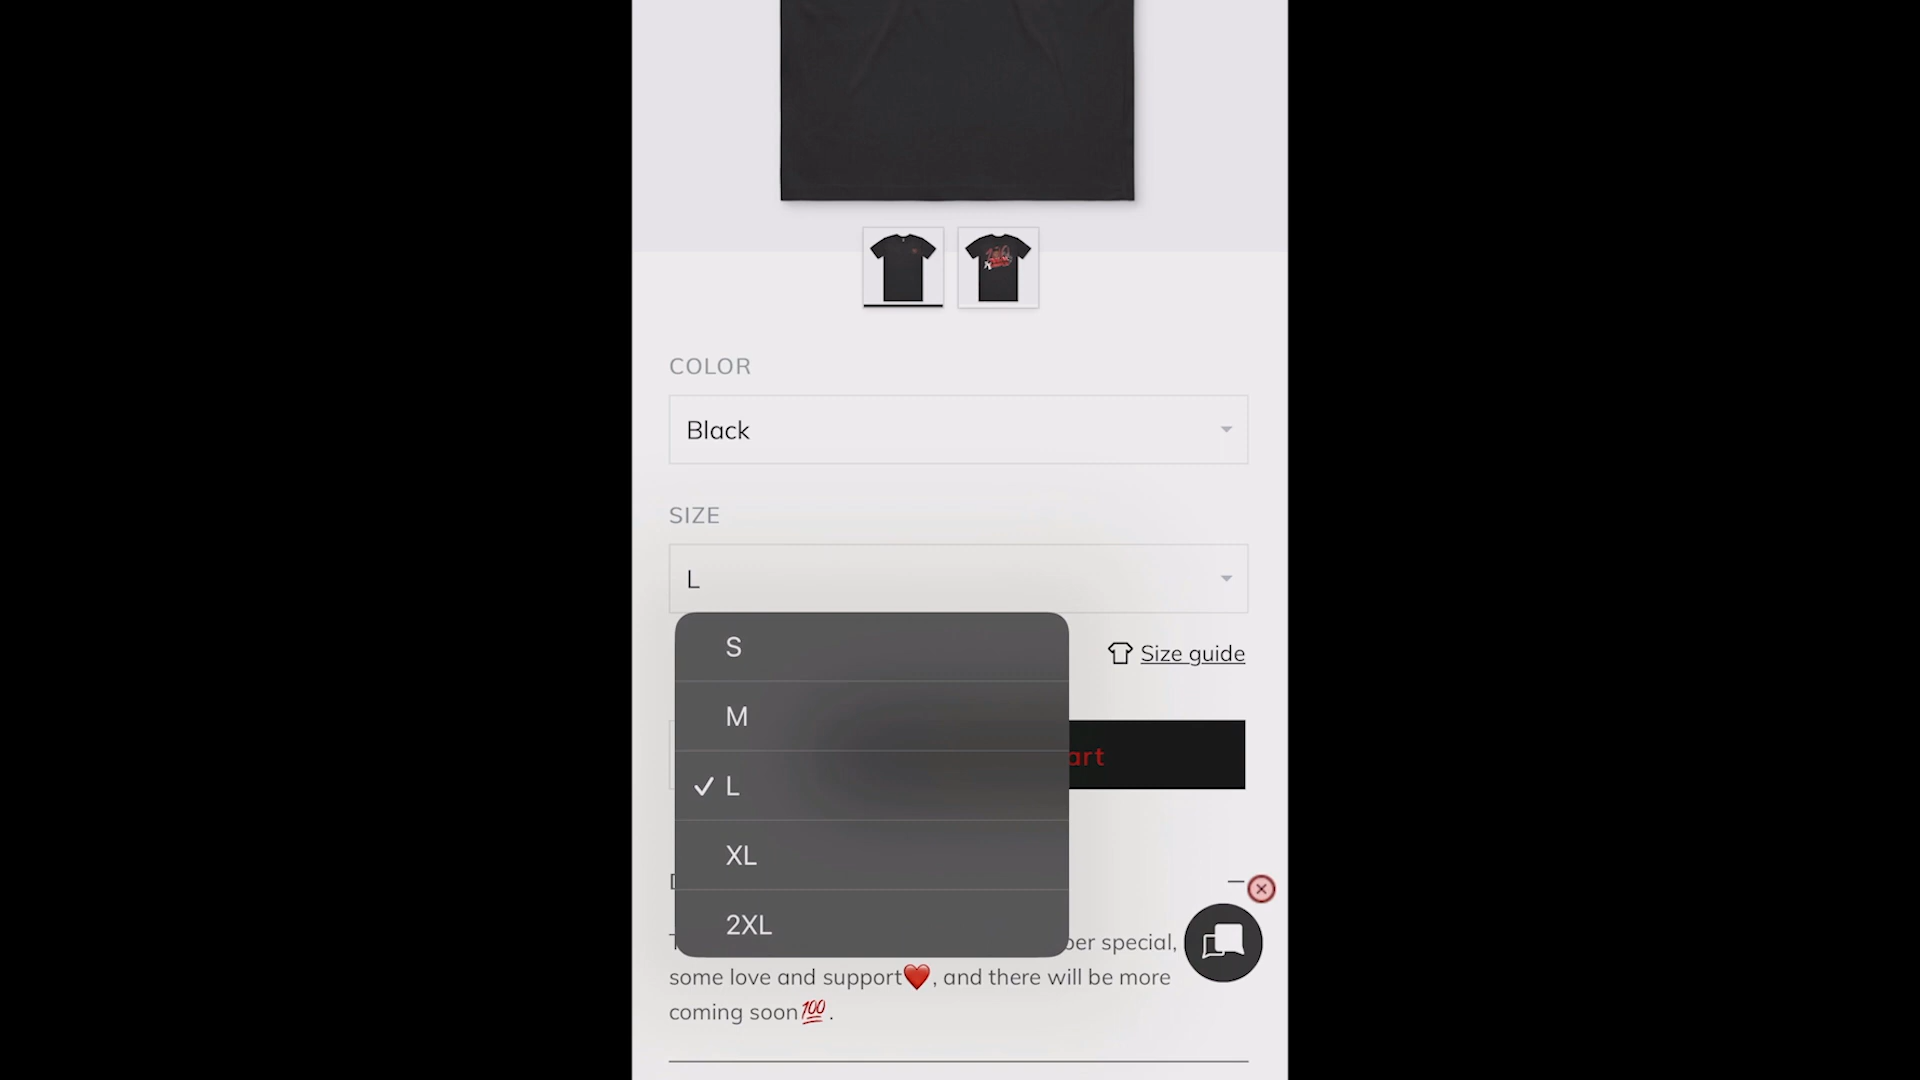 COLOR
Black
SIZE
L
S
Size guide
M
L
art
XL
2XL
per special,
some love and support❤️, and there will be more
coming soon💯.